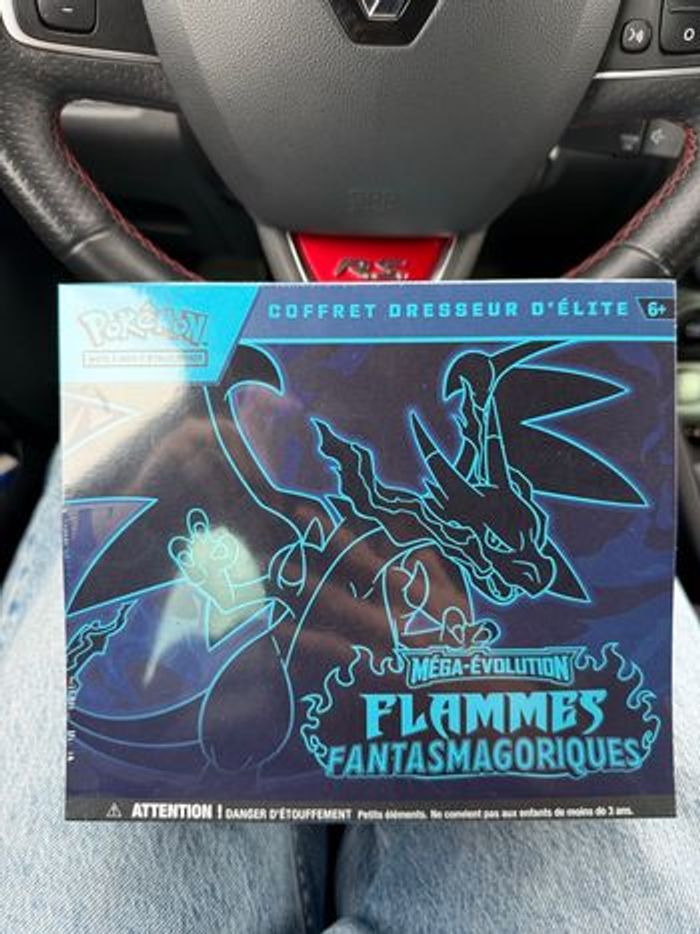 POKÉMON
COFFRET DRESSEUR D'ÉLITE
6+
MÉGA-ÉVOLUTION
FLAMMES
FANTASMAGORIQUES
⚠ ATTENTION ! DANGER D'ÉTOUFFEMENT Petits éléments. Ne convient pas aux enfants de moins de 3 ans.